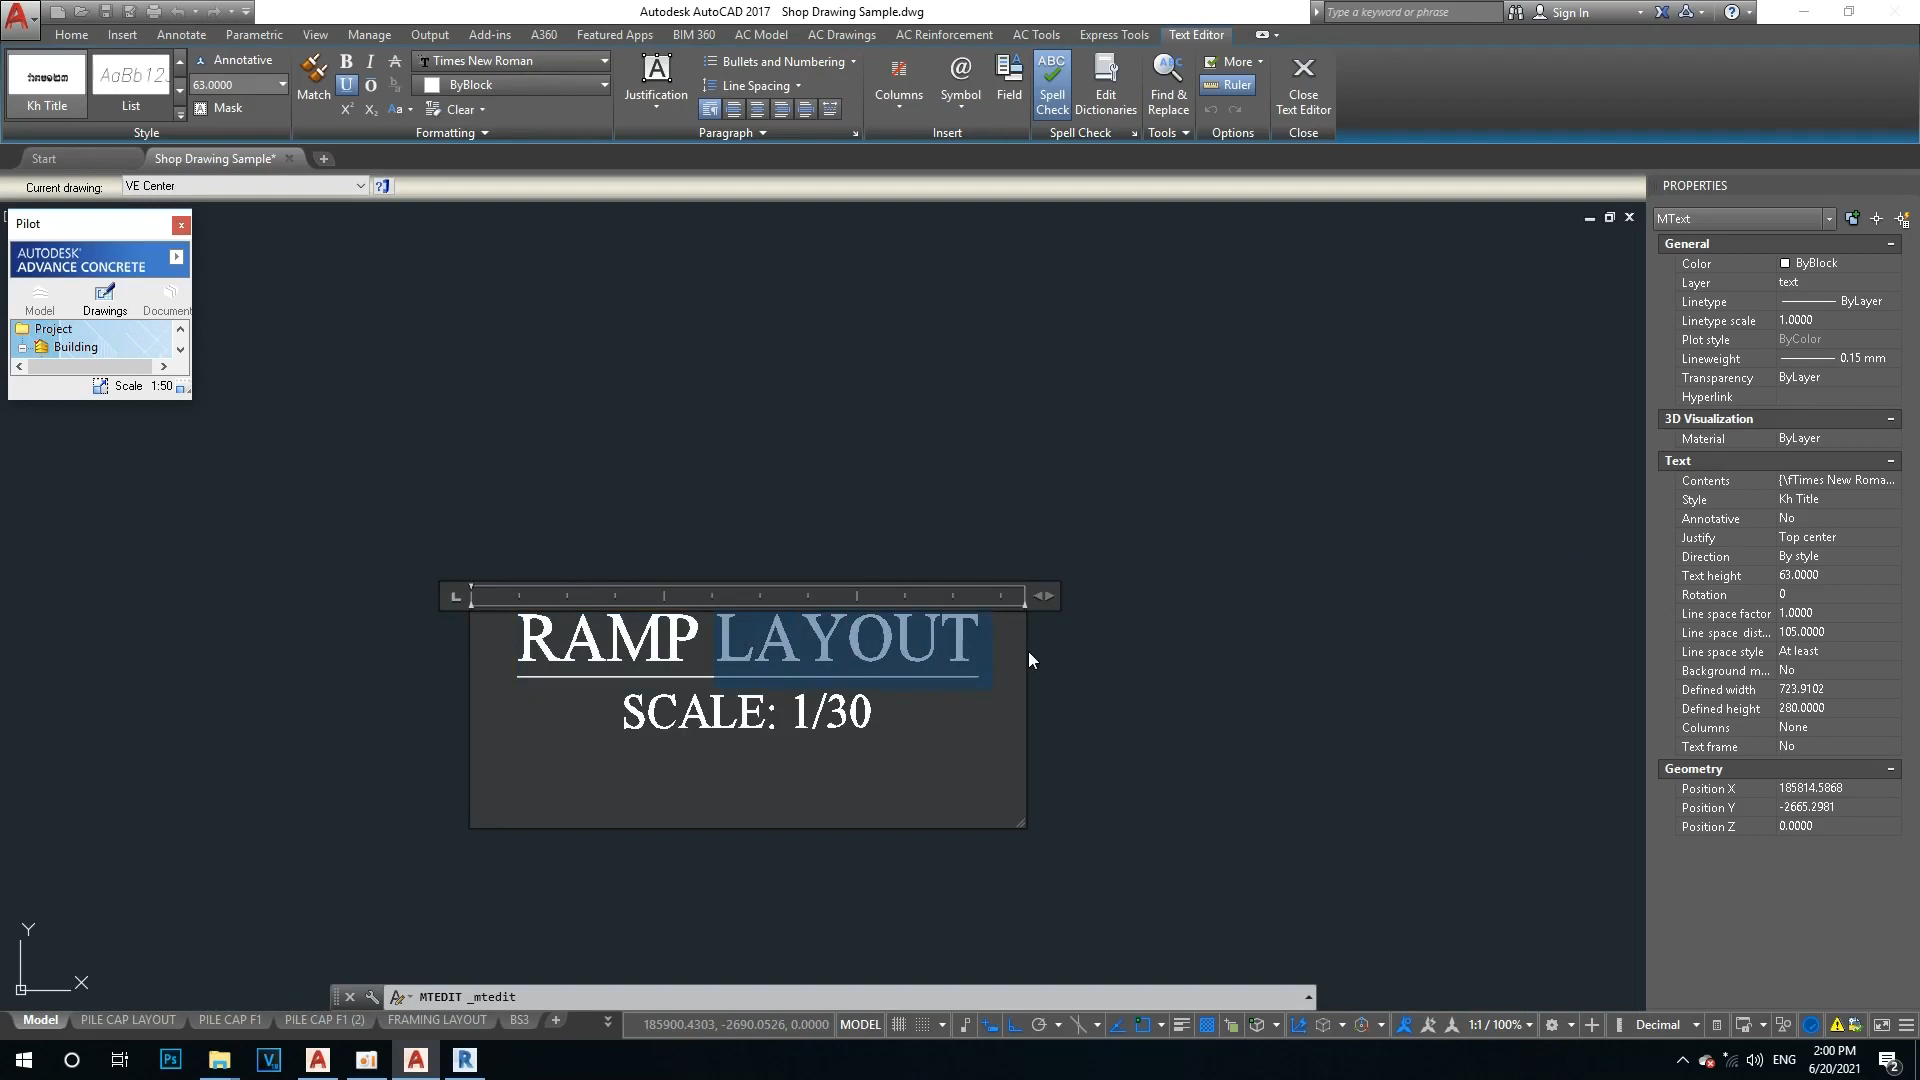 Autodesk AutoCAD 2017 Shop Drawing Sample.dwg
Type a keyword or phrase
Sign In
Home Insert Annotate Parametric View Manage Output Add-ins A360 Featured Apps BIM 360 AC Model AC Drawings AC Reinforcement AC Tools Express Tools Text Editor
AaBb12
Kh Title
List
Annotative
63.0000
Mask
Style
Match
B I A
U O
X² X₂ Aa
Times New Roman
ByBlock
Clear
Formatting
A
Justification
Bullets and Numbering
Line Spacing
Paragraph
Columns
@
Symbol
Field
Insert
ABC
Spell
Check
Edit
Dictionaries
Spell Check
ABC
Find &
Replace
Tools
More
Ruler
Options
Close
Text Editor
Close
Start
Shop Drawing Sample*
Current drawing: VE Center
Pilot
AUTODESK
ADVANCE CONCRETE
Model Drawings Document
Project
Building
Scale 1:50
RAMP LAYOUT
SCALE: 1/30
PROPERTIES
MText
General
Color ByBlock
Layer text
Linetype ByLayer
Linetype scale 1.0000
Plot style ByColor
Lineweight 0.15 mm
Transparency ByLayer
Hyperlink
3D Visualization
Material ByLayer
Text
Contents {\fTimes New Roma...
Style Kh Title
Annotative No
Justify Top center
Direction By style
Text height 63.0000
Rotation 0
Line space factor 1.0000
Line space dist... 105.0000
Line space style At least
Background m... No
Defined width 723.9102
Defined height 280.0000
Columns None
Text frame No
Geometry
Position X 185814.5868
Position Y -2665.2981
Position Z 0.0000
Y
X
MTEDIT _mtedit
Model PILE CAP LAYOUT PILE CAP F1 PILE CAP F1 (2) FRAMING LAYOUT BS3
185900.4303, -2690.0526, 0.0000 MODEL
1:1 / 100%
Decimal
Ps
V
A
A
R
ENG
2:00 PM
6/20/2021
2